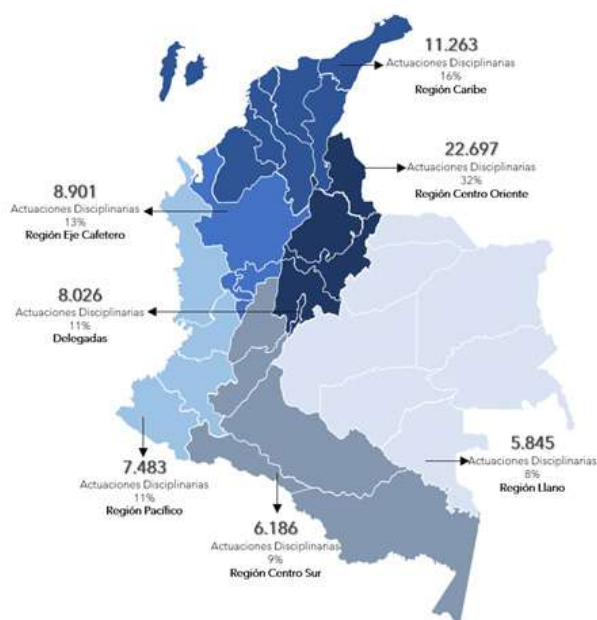 11.263
Actuaciones Disciplinarias
16%
Región Caribe
22.697
Actuaciones Disciplinarias
32%
Región Centro Oriente
8.901
Actuaciones Disciplinarias
13%
Región Eje Cafetero
8.026
Actuaciones Disciplinarias
11%
Delegadas
7.483
Actuaciones Disciplinarias
11%
Región Pacífico
6.186
Actuaciones Disciplinarias
9%
Región Centro Sur
5.845
Actuaciones Disciplinarias
8%
Región Llano